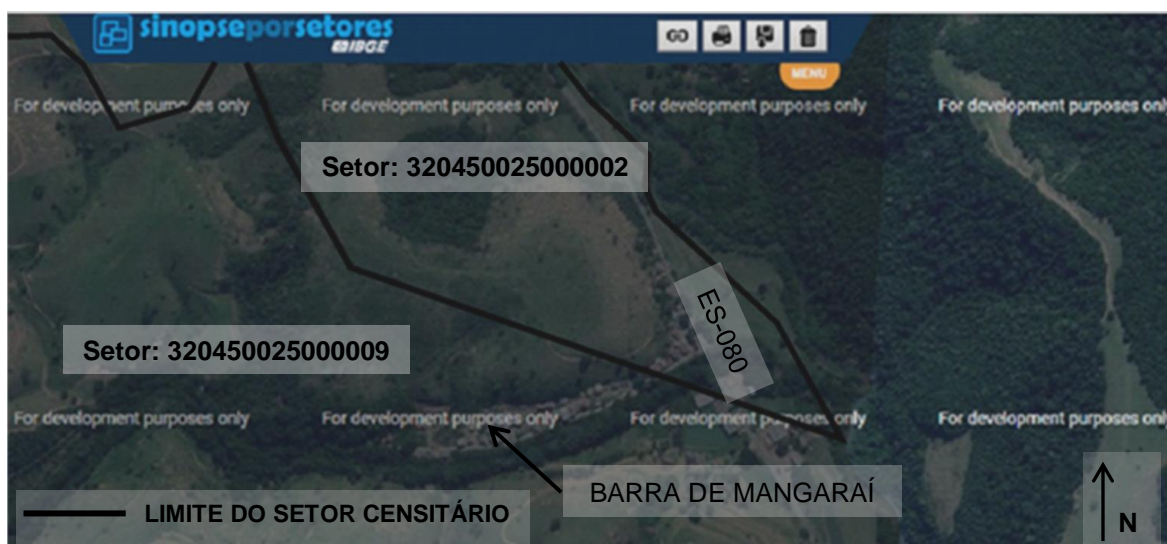 sinopseporsetores
IBGE
MENU
For development purposes only For development purposes only For development purposes only For development purposes only
Setor: 320450025000002
ES-080
Setor: 320450025000009
For development purposes only For development purposes only For development purposes only For development purposes only
BARRA DE MANGARAÍ
LIMITE DO SETOR CENSITÁRIO
N